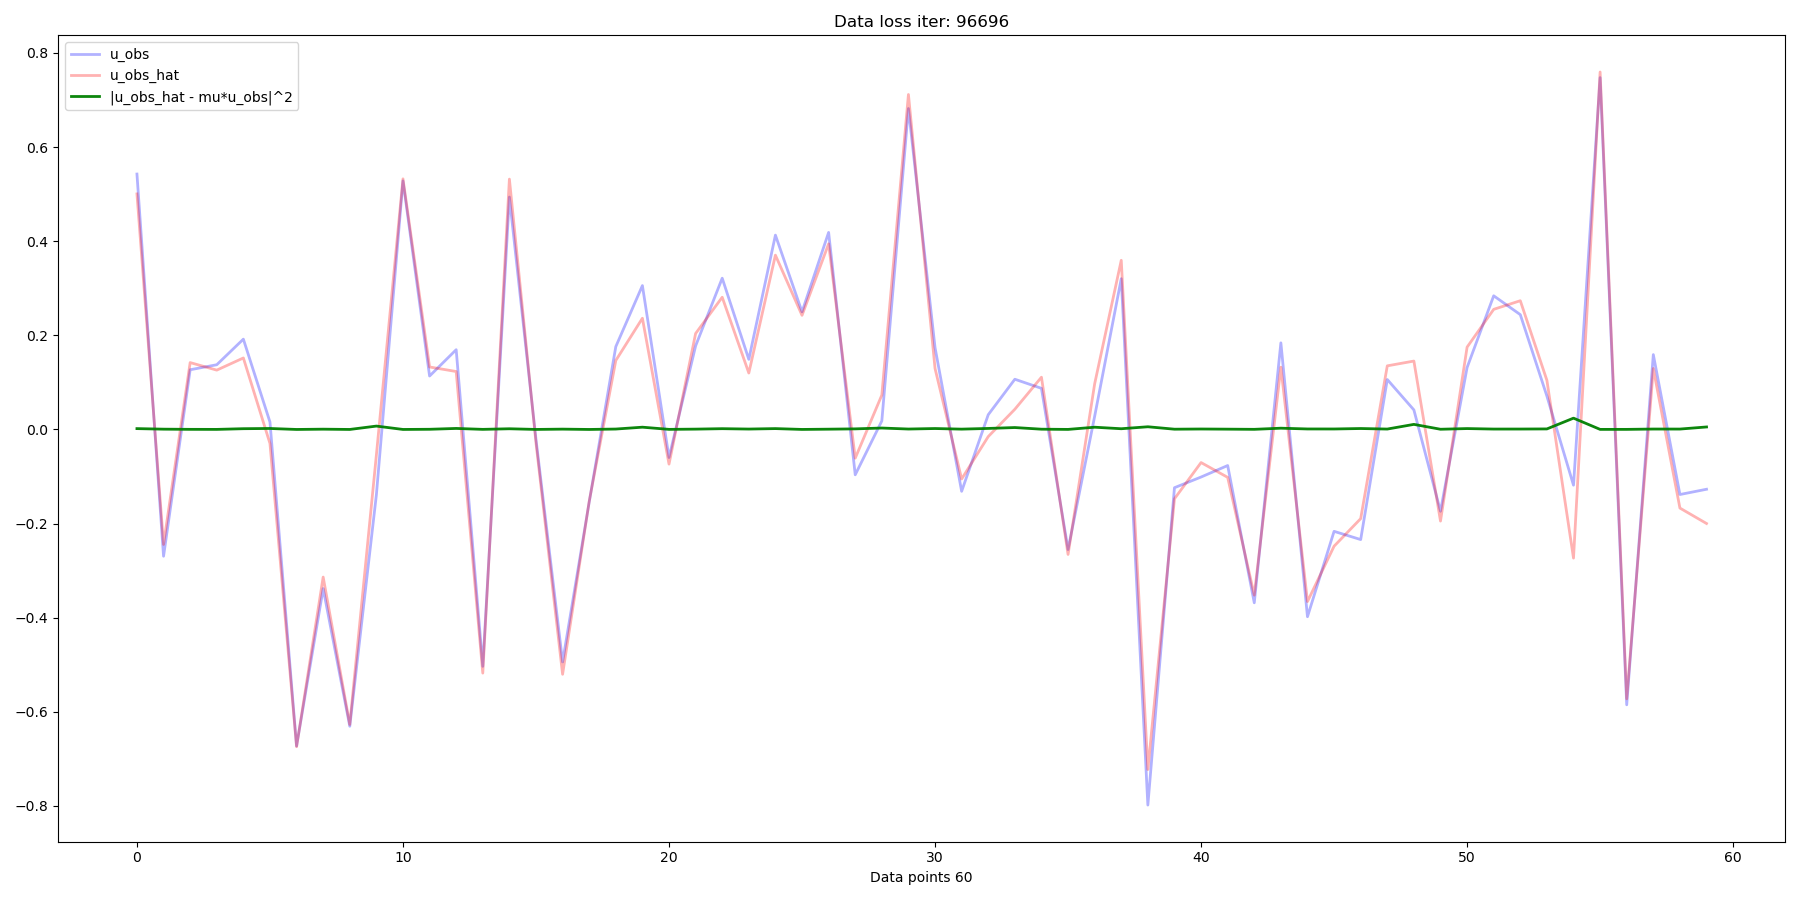 Data loss iter: 96696
u_obs
u_obs_hat
|u_obs_hat - mu*u_obs|^2
0.8
0.6
0.4
0.2
0.0
−0.2
−0.4
−0.6
−0.8
0 10 20 30 40 50 60
Data points 60